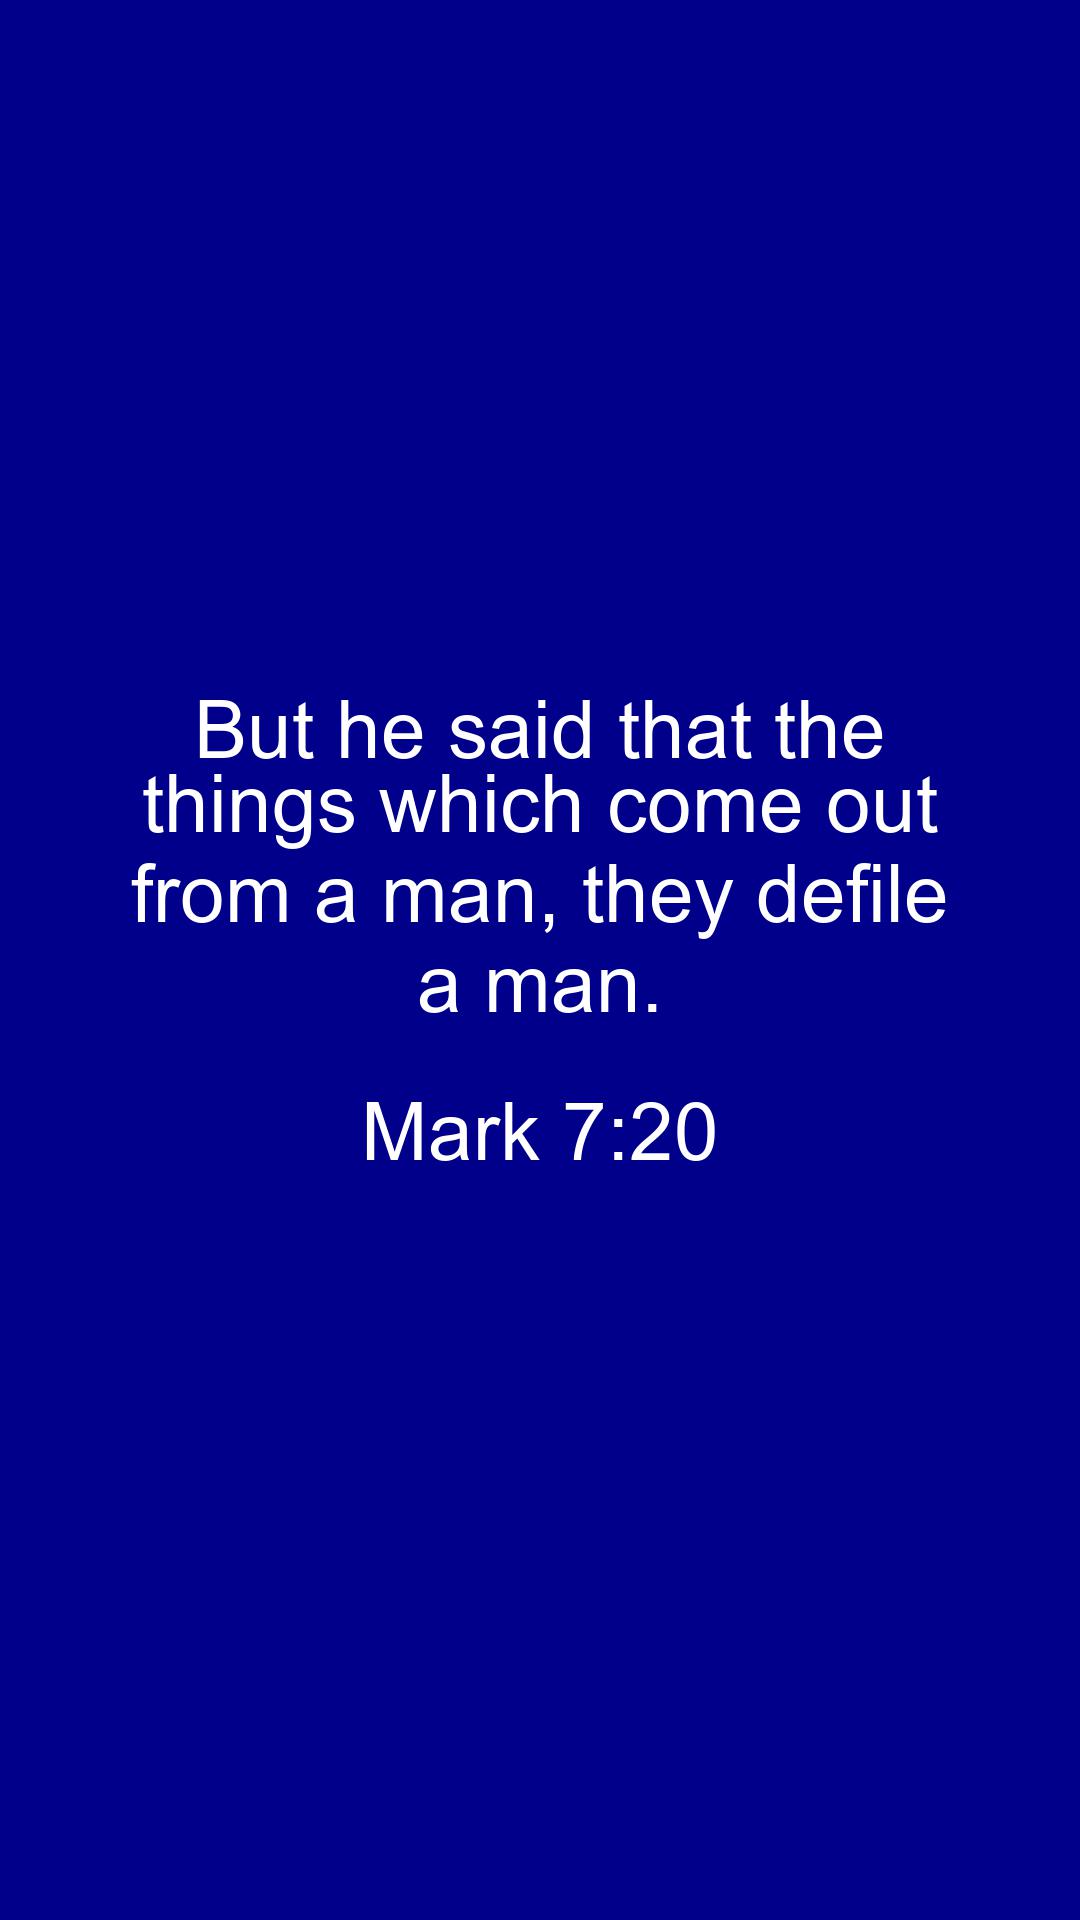 But he said that the
things which come out
from a man, they defile
a man.
Mark 7:20